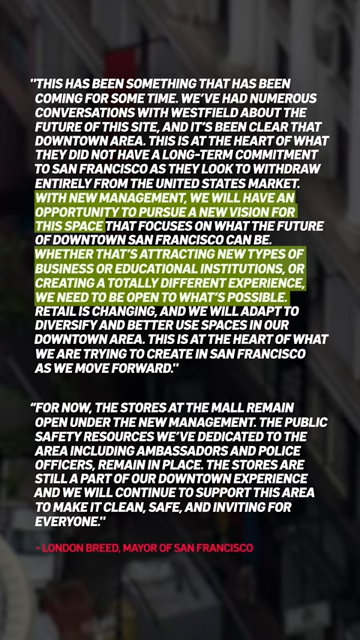 "THIS HAS BEEN SOMETHING THAT HAS BEEN
COMING FOR SOME TIME. WE'VE HAD NUMEROUS
CONVERSATIONS WITH WESTFIELD ABOUT THE
FUTURE OF THIS SITE, AND IT'S BEEN CLEAR THAT
DOWNTOWN AREA. THIS IS AT THE HEART OF WHAT
THEY DID NOT HAVE A LONG-TERM COMMITMENT
TO SAN FRANCISCO AS THEY LOOK TO WITHDRAW
ENTIRELY FROM THE UNITED STATES MARKET.
WITH NEW MANAGEMENT, WE WILL HAVE AN
OPPORTUNITY TO PURSUE A NEW VISION FOR
THIS SPACE THAT FOCUSES ON WHAT THE FUTURE
OF DOWNTOWN SAN FRANCISCO CAN BE.
WHETHER THAT'S ATTRACTING NEW TYPES OF
BUSINESS OR EDUCATIONAL INSTITUTIONS, OR
CREATING A TOTALLY DIFFERENT EXPERIENCE,
WE NEED TO BE OPEN TO WHAT'S POSSIBLE.
RETAIL IS CHANGING, AND WE WILL ADAPT TO
DIVERSIFY AND BETTER USE SPACES IN OUR
DOWNTOWN AREA. THIS IS AT THE HEART OF WHAT
WE ARE TRYING TO CREATE IN SAN FRANCISCO
AS WE MOVE FORWARD."
"FOR NOW, THE STORES AT THE MALL REMAIN
OPEN UNDER THE NEW MANAGEMENT. THE PUBLIC
SAFETY RESOURCES WE'VE DEDICATED TO THE
AREA INCLUDING AMBASSADORS AND POLICE
OFFICERS, REMAIN IN PLACE. THE STORES ARE
STILL A PART OF OUR DOWNTOWN EXPERIENCE
AND WE WILL CONTINUE TO SUPPORT THIS AREA
TO MAKE IT CLEAN, SAFE, AND INVITING FOR
EVERYONE."
- LONDON BREED, MAYOR OF SAN FRANCISCO